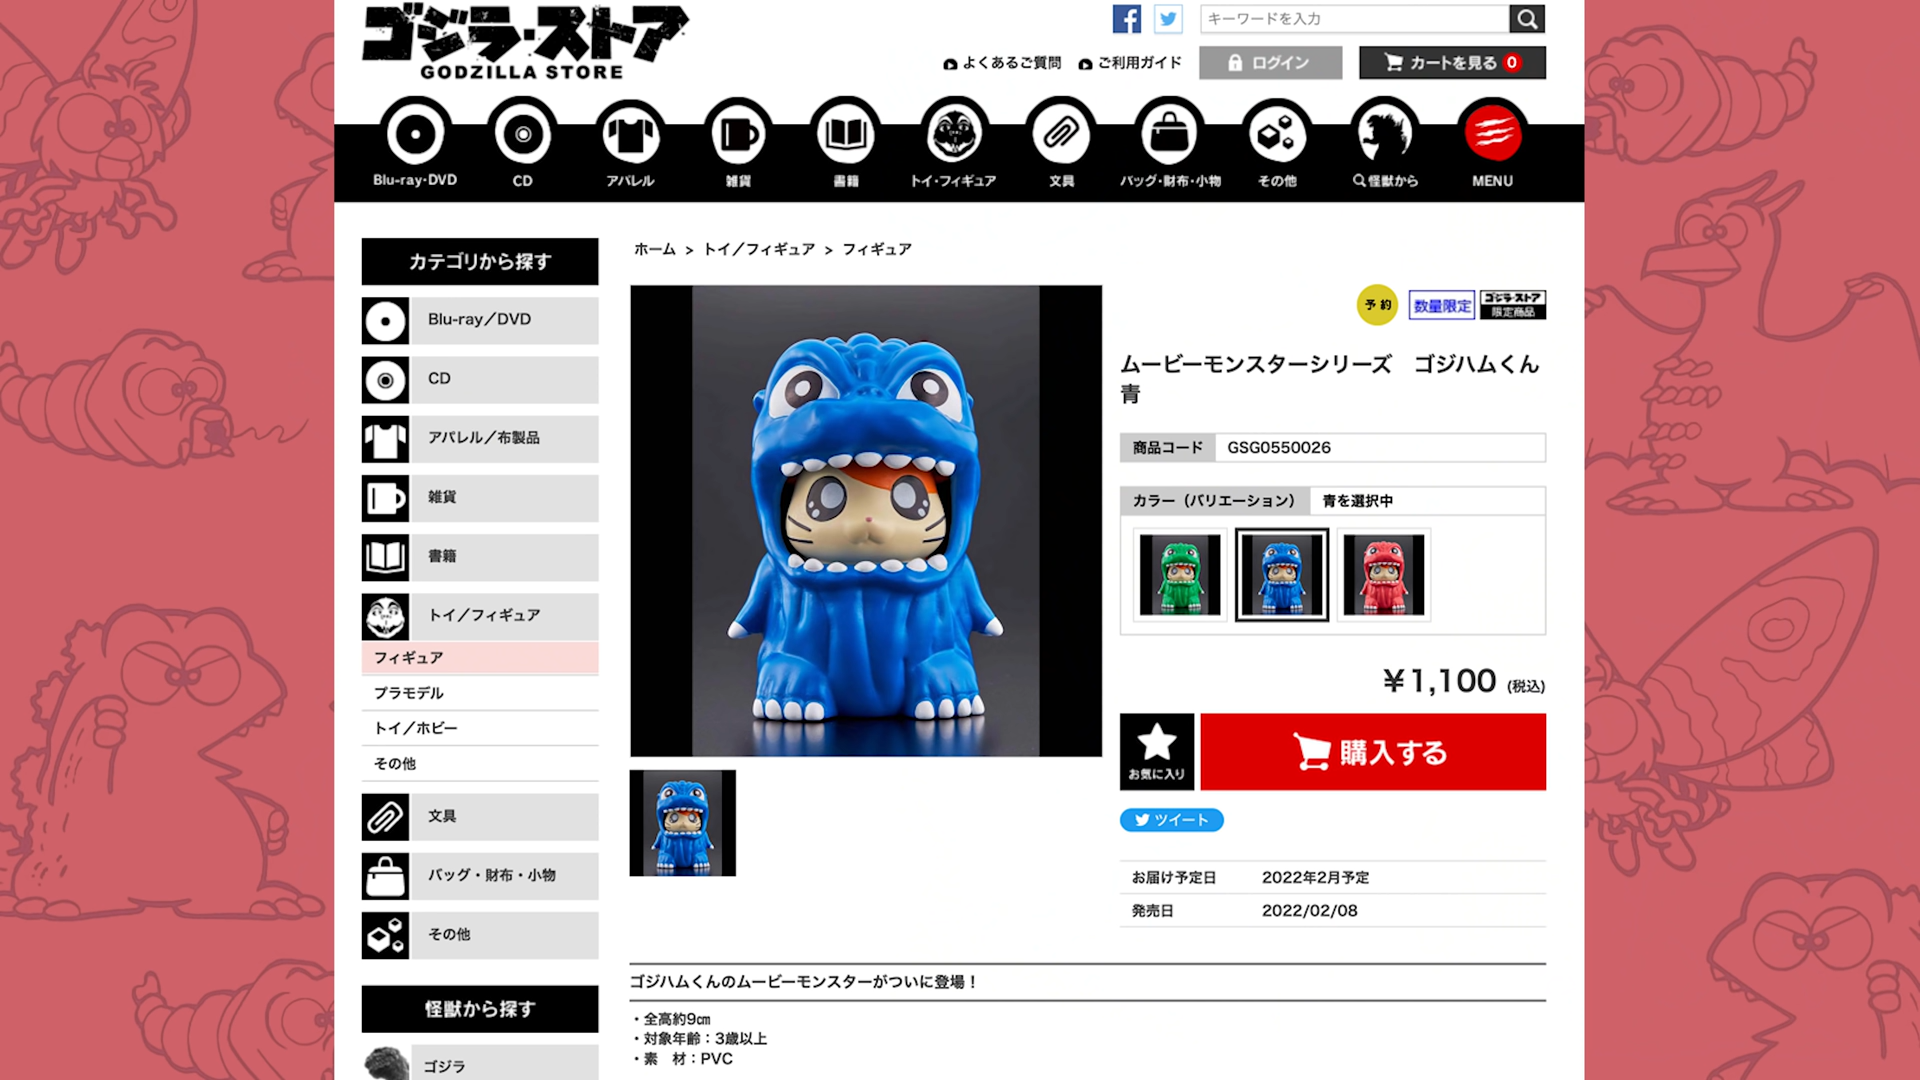 ゴジラ・ストア
GODZILLA STORE
キーワードを入力
よくあるご質問
ご利用ガイド
ログイン
カートを見る 0
Blu-ray・DVD
CD
アパレル
雑貨
書籍
トイ・フィギュア
文具
バッグ・財布・小物
その他
怪獣から
MENU
カテゴリから探す
Blu-ray／DVD
CD
アパレル／布製品
雑貨
書籍
トイ／フィギュア
フィギュア
プラモデル
トイ／ホビー
その他
文具
バッグ・財布・小物
その他
怪獣から探す
ゴジラ
ホーム > トイ／フィギュア > フィギュア
予約
数量限定
ゴジラ・ストア
限定商品
ムービーモンスターシリーズ　ゴジハムくん
青
商品コード GSG0550026
カラー（バリエーション） 青を選択中
￥1,100 (税込)
お気に入り
購入する
ツイート
お届け予定日 2022年2月予定
発売日 2022/02/08
ゴジハムくんのムービーモンスターがついに登場！
・全高約9㎝
・対象年齢：3歳以上
・素　材：PVC